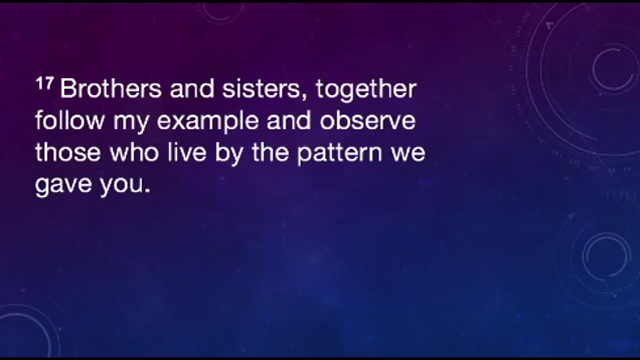 17 Brothers and sisters, together
follow my example and observe
those who live by the pattern we
gave you.